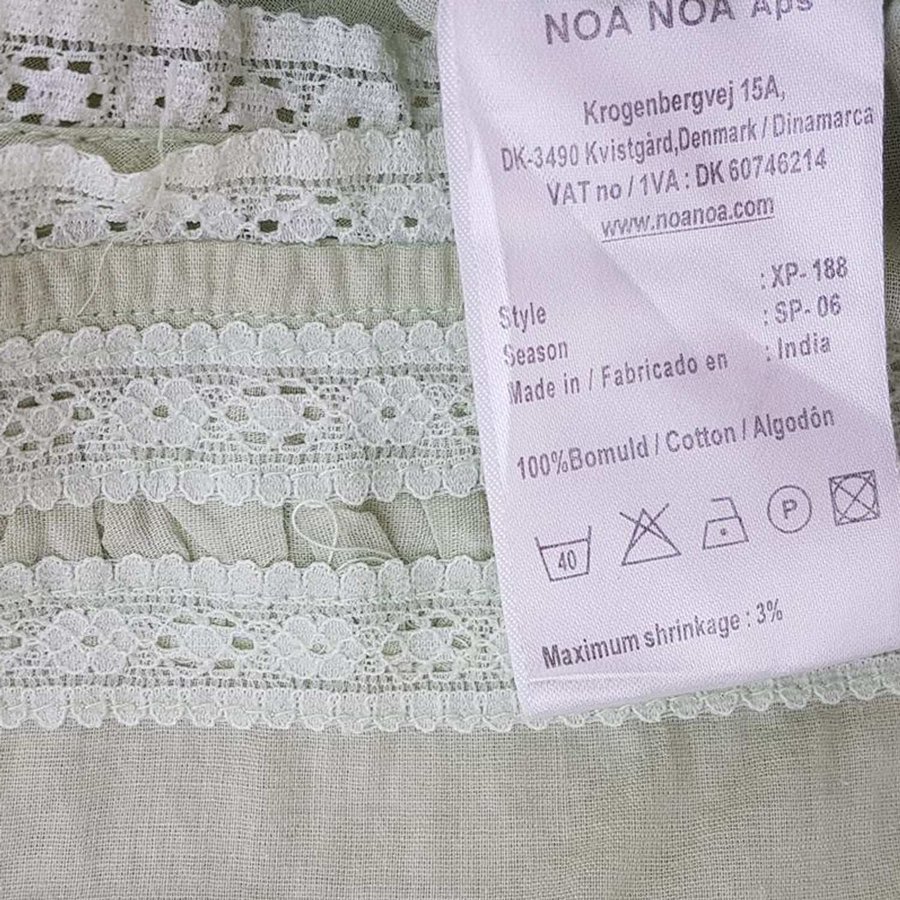 NOA NOA Aps
Krogenbergvej 15A,
DK-3490 Kvistgård,Denmark / Dinamarca
VAT no / 1VA : DK 60746214
www.noanoa.com
Style : XP- 188
Season : SP- 06
Made in / Fabricado en : India
100%Bomuld / Cotton / Algodón
40
P
Maximum shrinkage : 3%